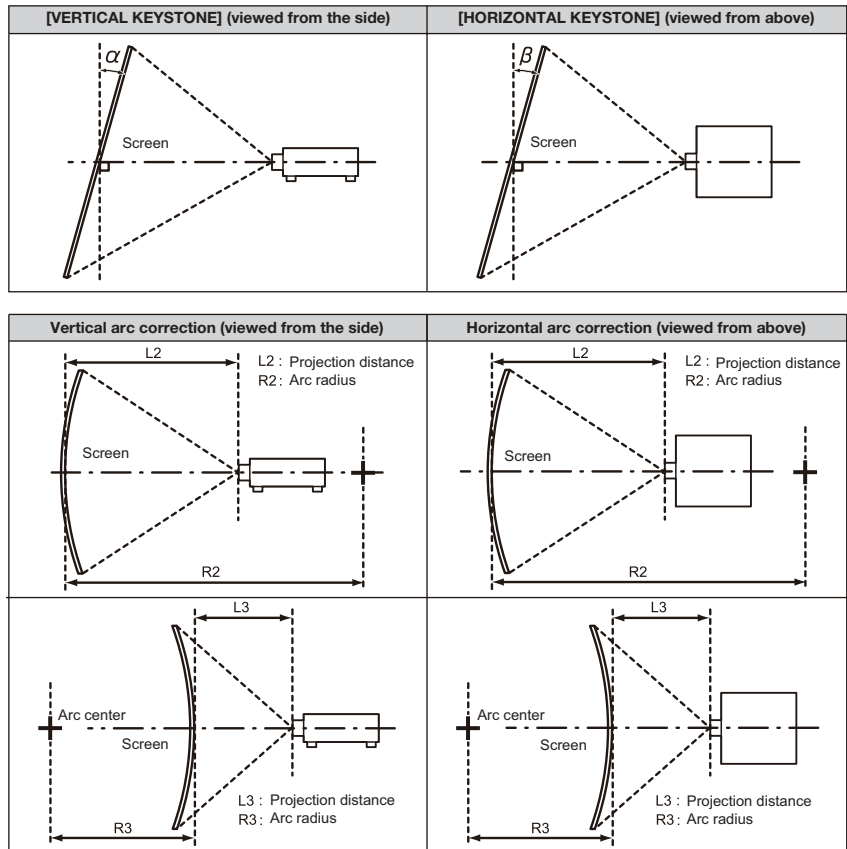 [VERTICAL KEYSTONE] (viewed from the side)
[HORIZONTAL KEYSTONE] (viewed from above)
α
Screen
β
Screen
Vertical arc correction (viewed from the side)
Horizontal arc correction (viewed from above)
L2
L2 : Projection distance
R2 : Arc radius
Screen
R2
L2
L2 : Projection distance
R2 : Arc radius
Screen
R2
L3
Arc center
Screen
L3 : Projection distance
R3 : Arc radius
R3
L3
Arc center
Screen
L3 : Projection distance
R3 : Arc radius
R3